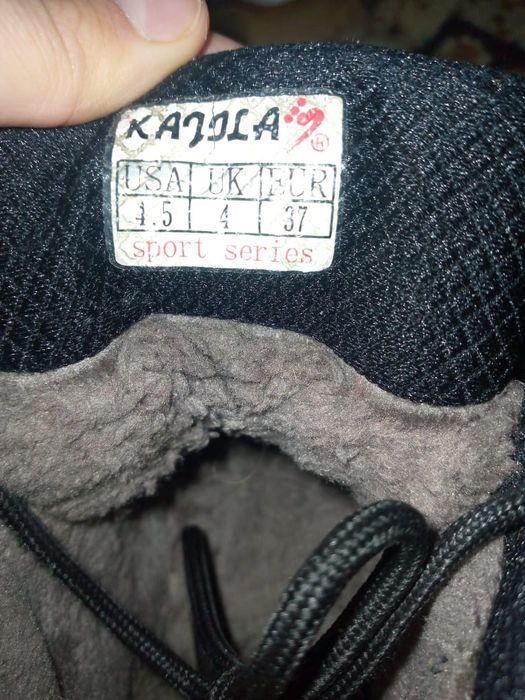 KAJILA ®
USA UK EUR
4.5 4 37
sport series